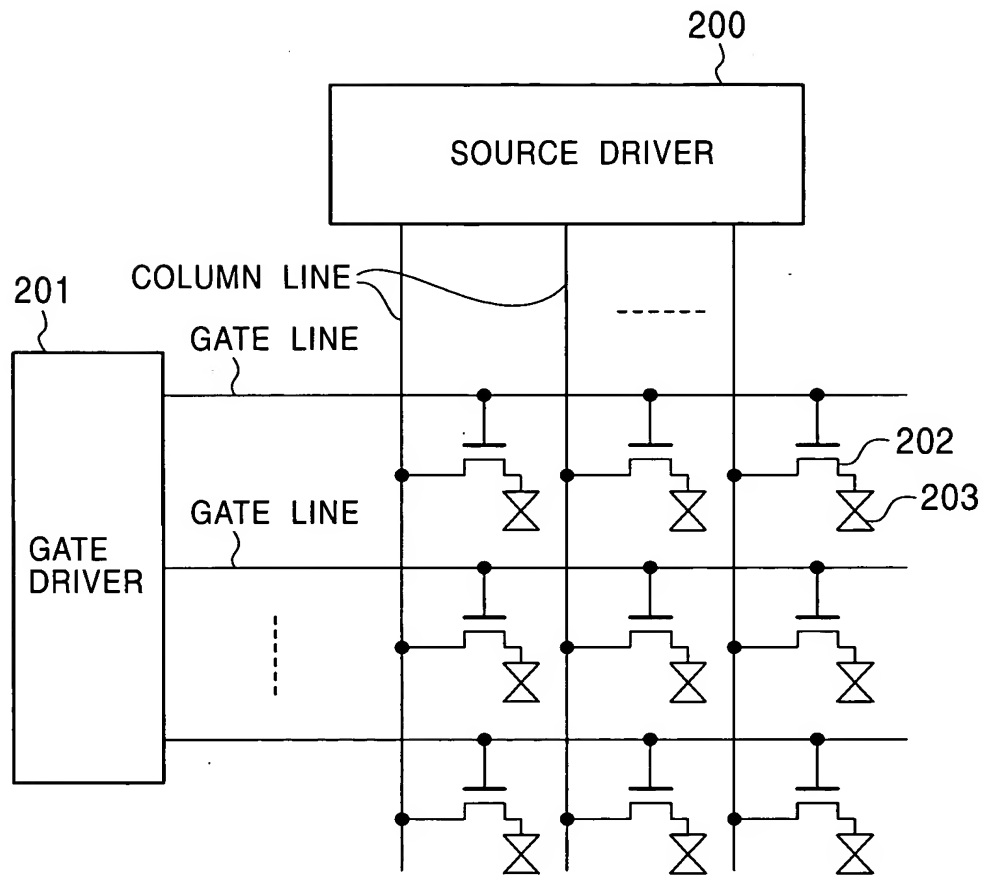 200
SOURCE DRIVER
COLUMN LINE
201
GATE LINE
202
203
GATE LINE
GATE
DRIVER